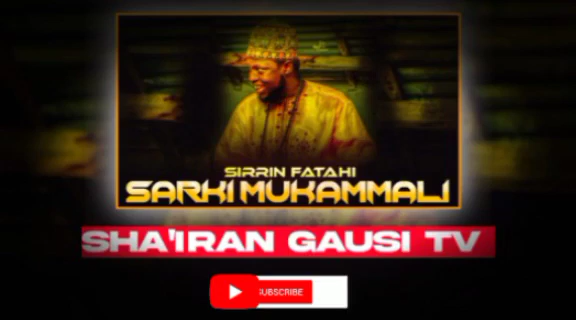 SIRRIN FATAHI
SARKI MUKAMMALI
SHA'IRAN GAUSI TV
SUBSCRIBE